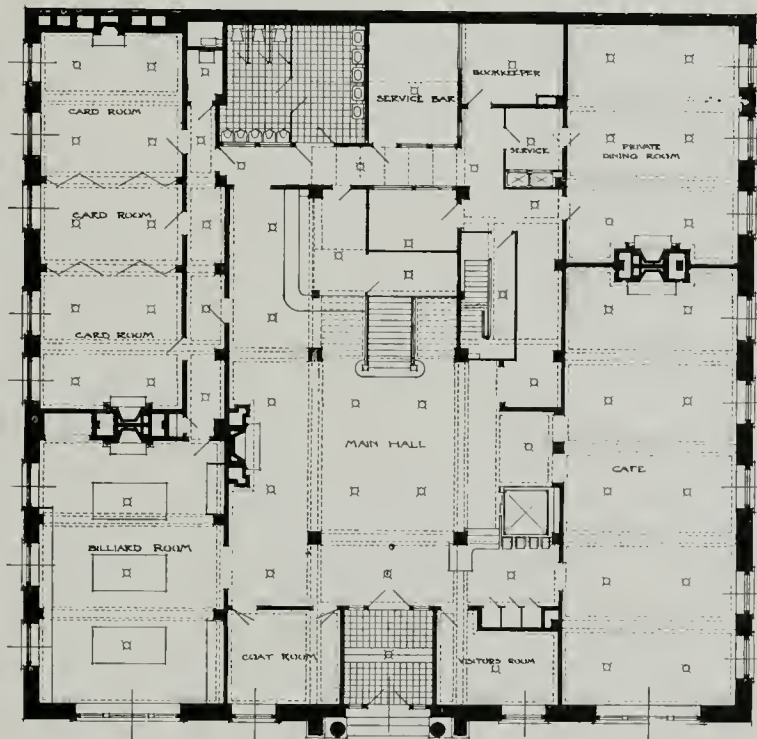 CARD ROOM
SERVICE BAR
BOOKKEEPER
SERVICE
PRIVATE
DINING ROOM
CARD ROOM
CARD ROOM
MAIN HALL
CAFE
BILLIARD ROOM
COAT ROOM
VISITORS ROOM